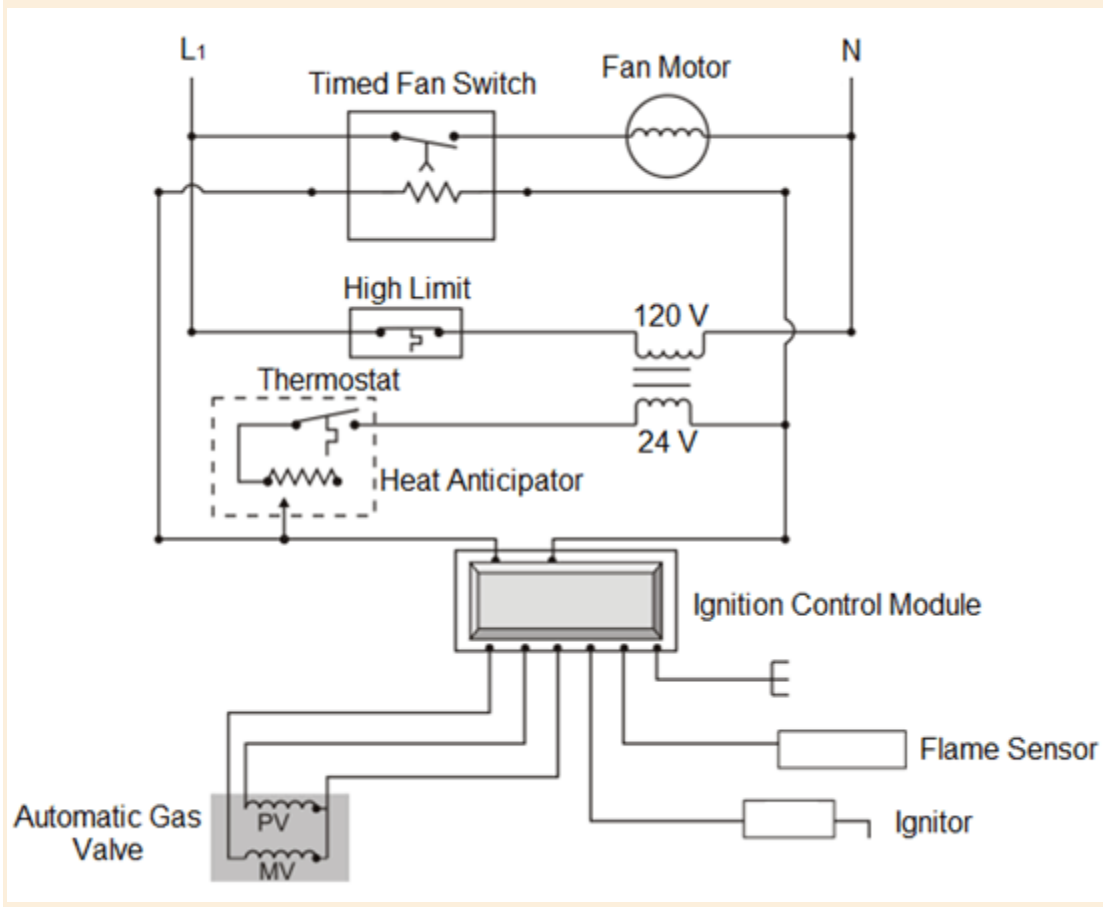 L1
N
Timed Fan Switch
Fan Motor
High Limit
120 V
Thermostat
24 V
Heat Anticipator
Ignition Control Module
Flame Sensor
Automatic Gas
Valve
PV
MV
Ignitor